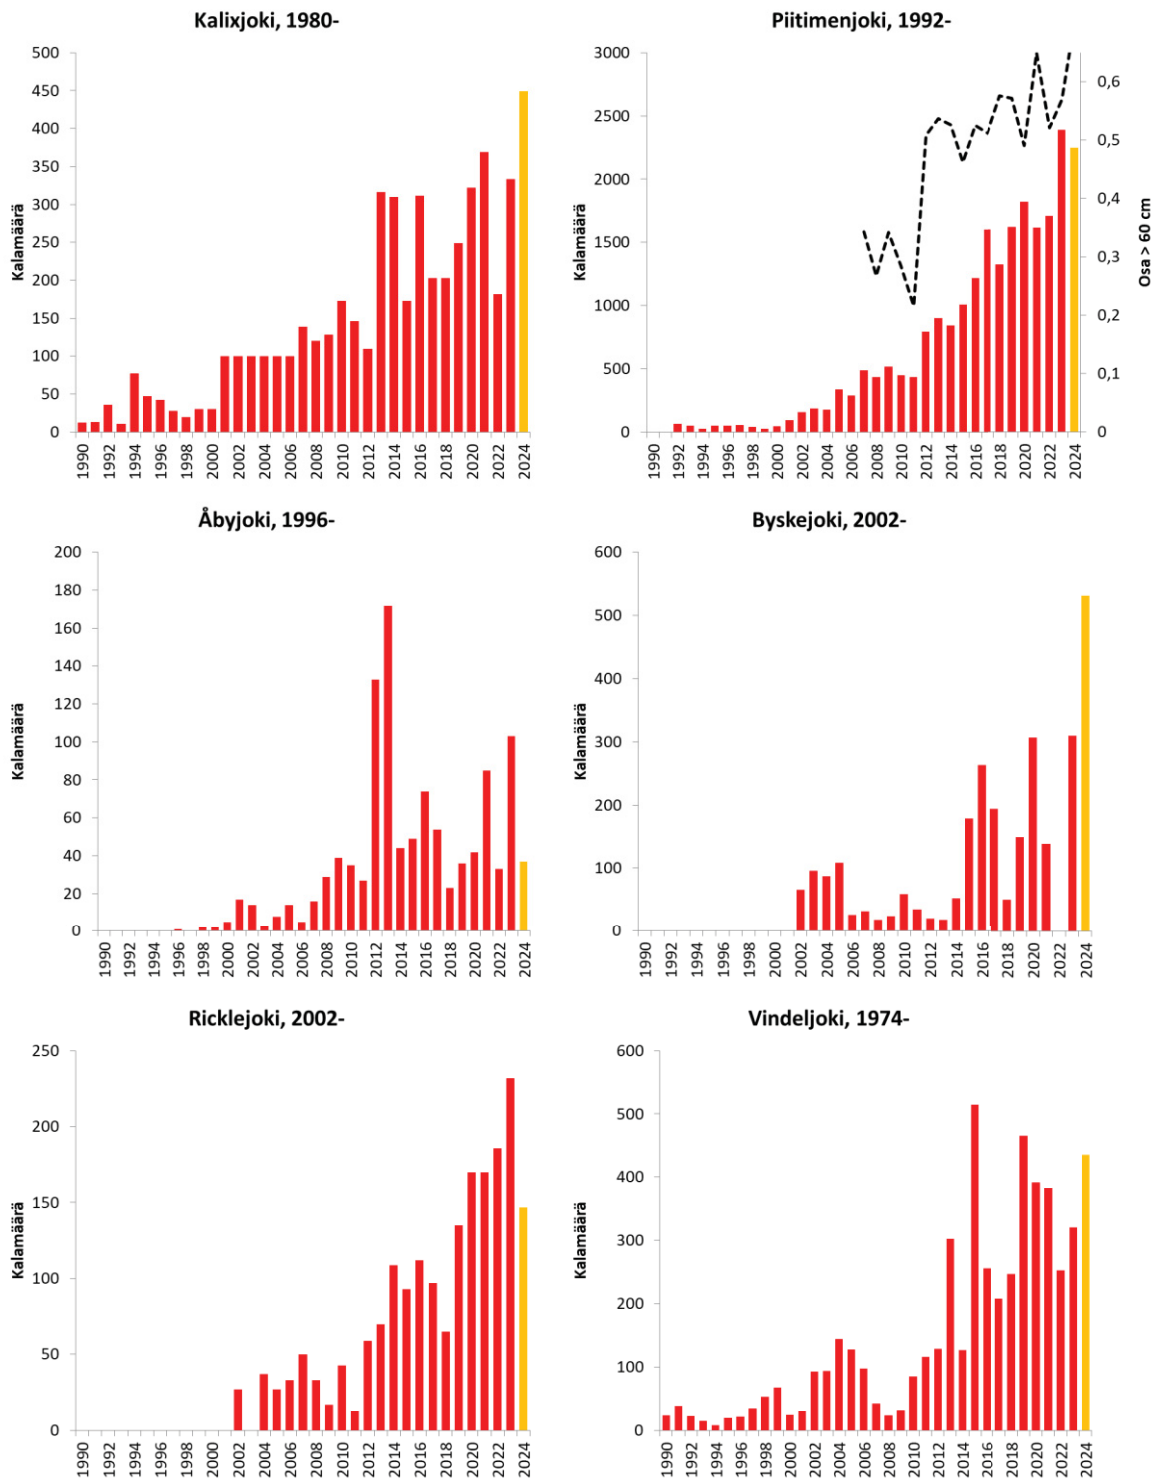 Kalixjoki, 1980-
Kalamäärä
500
450
400
350
300
250
200
150
100
50
0
1990 1992 1994 1996 1998 2000 2002 2004 2006 2008 2010 2012 2014 2016 2018 2020 2022 2024
Piitimenjoki, 1992-
Kalamäärä
3000
2500
2000
1500
1000
500
0
0,6
0,5
0,4
0,3
0,2
0,1
0
Osa > 60 cm
1990 1992 1994 1996 1998 2000 2002 2004 2006 2008 2010 2012 2014 2016 2018 2020 2022 2024
Åbyjoki, 1996-
Kalamäärä
200
180
160
140
120
100
80
60
40
20
0
1990 1992 1994 1996 1998 2000 2002 2004 2006 2008 2010 2012 2014 2016 2018 2020 2022 2024
Byskejoki, 2002-
Kalamäärä
600
500
400
300
200
100
0
1990 1992 1994 1996 1998 2000 2002 2004 2006 2008 2010 2012 2014 2016 2018 2020 2022 2024
Ricklejoki, 2002-
Kalamäärä
250
200
150
100
50
0
1990 1992 1994 1996 1998 2000 2002 2004 2006 2008 2010 2012 2014 2016 2018 2020 2022 2024
Vindeljoki, 1974-
Kalamäärä
600
500
400
300
200
100
0
1990 1992 1994 1996 1998 2000 2002 2004 2006 2008 2010 2012 2014 2016 2018 2020 2022 2024